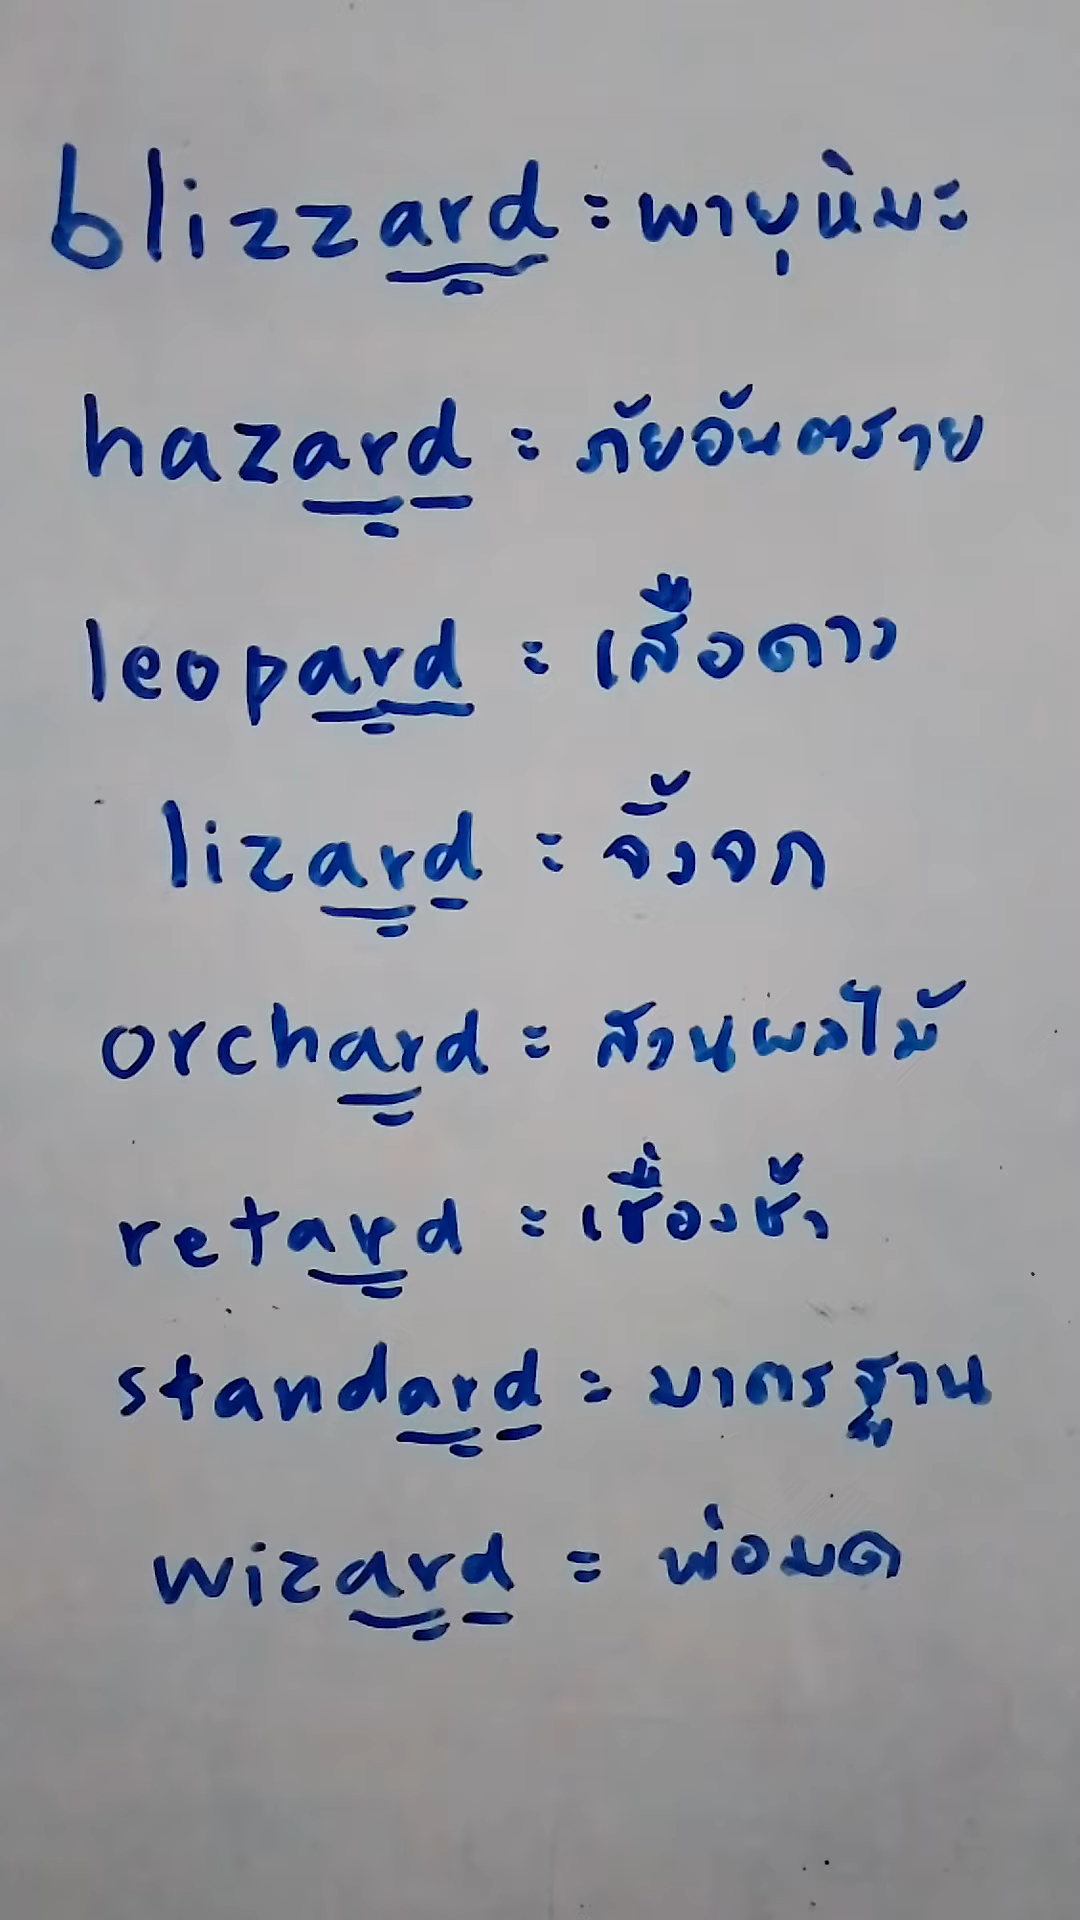 blizzard = พายุหิมะ
hazard = ภัยอันตราย
leopard = เสือดาว
lizard = จิ้งจก
orchard = สวนผลไม้
retard = เชื่องช้า
standard = มาตรฐาน
wizard = พ่อมด